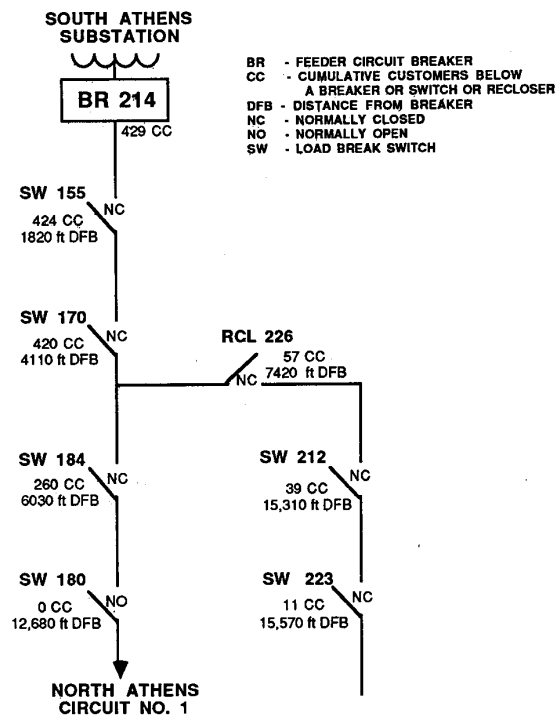 SOUTH ATHENS
SUBSTATION
BR 214
429 CC
BR - FEEDER CIRCUIT BREAKER
CC - CUMULATIVE CUSTOMERS BELOW
A BREAKER OR SWITCH OR RECLOSER
DFB - DISTANCE FROM BREAKER
NC - NORMALLY CLOSED
NO - NORMALLY OPEN
SW - LOAD BREAK SWITCH
SW 155
NC
424 CC
1820 ft DFB
SW 170
NC
420 CC
4110 ft DFB
RCL 226
57 CC
7420 ft DFB
NC
SW 184
NC
260 CC
6030 ft DFB
SW 212
NC
39 CC
15,310 ft DFB
SW 180
NO
0 CC
12,680 ft DFB
SW 223
NC
11 CC
15,570 ft DFB
NORTH ATHENS
CIRCUIT NO. 1